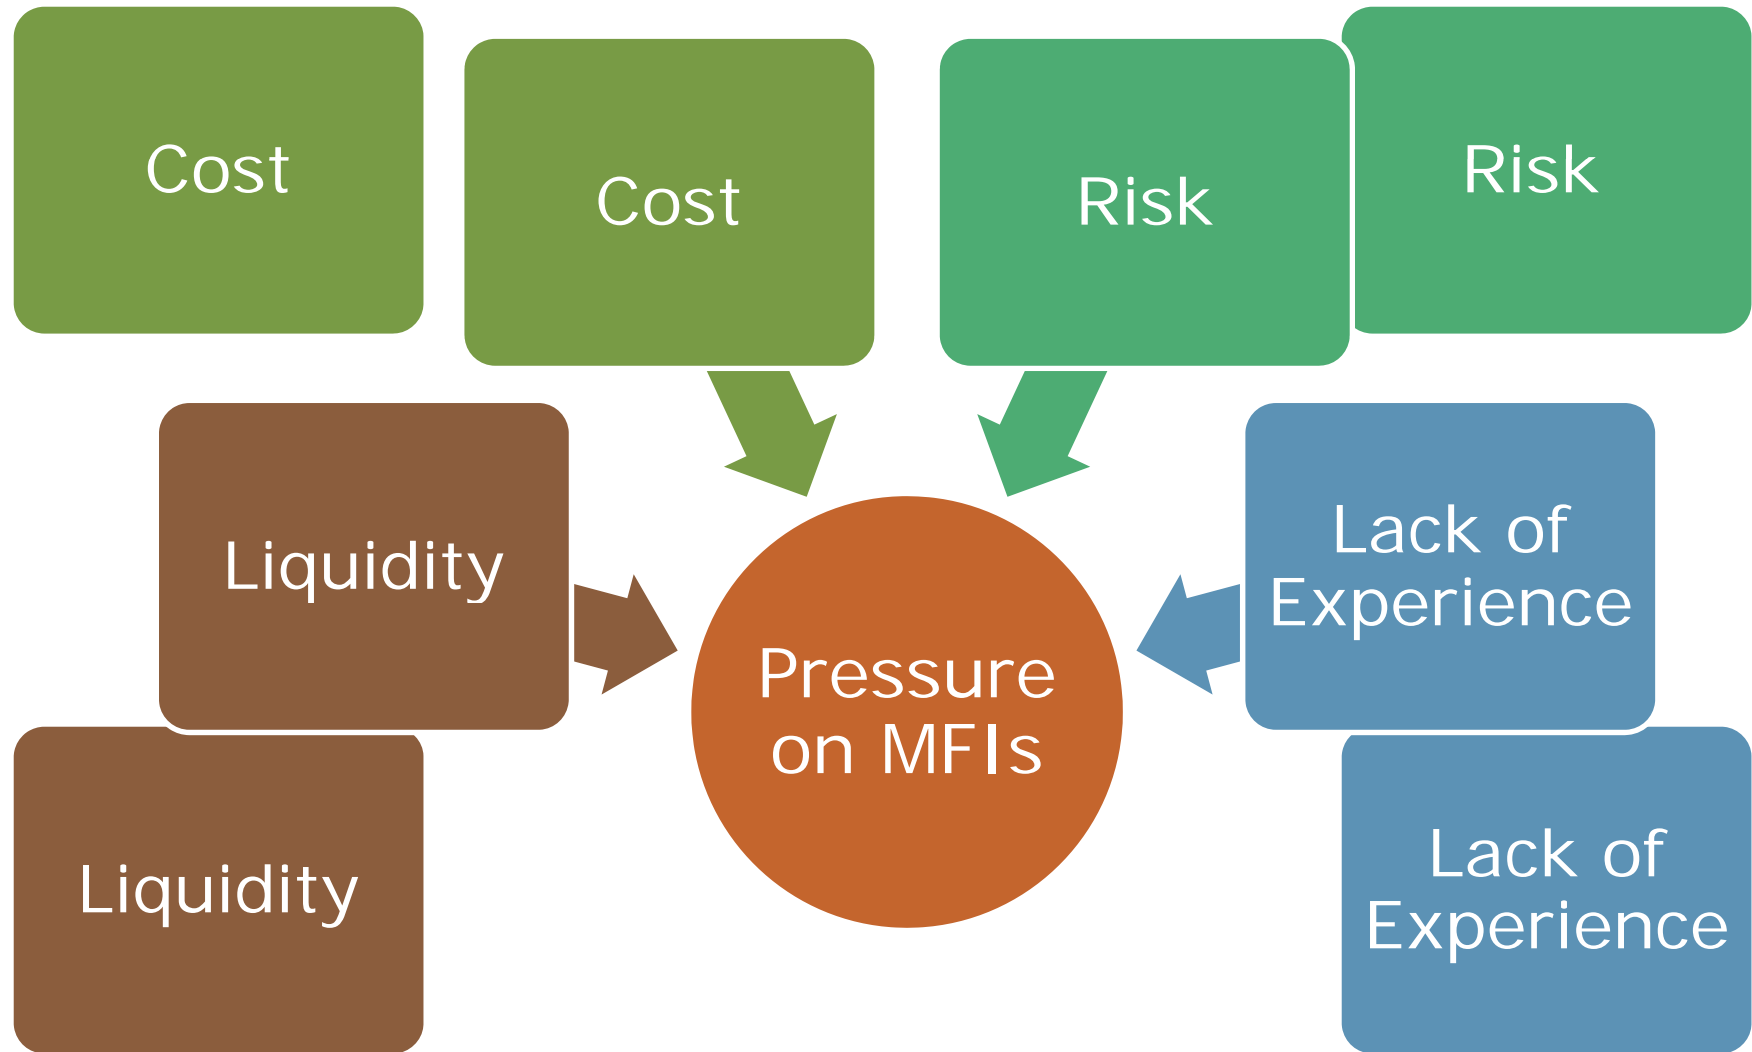 Cost
Cost
Risk
Risk
Liquidity
Lack of
Experience
Pressure
on MFIs
Liquidity
Lack of
Experience